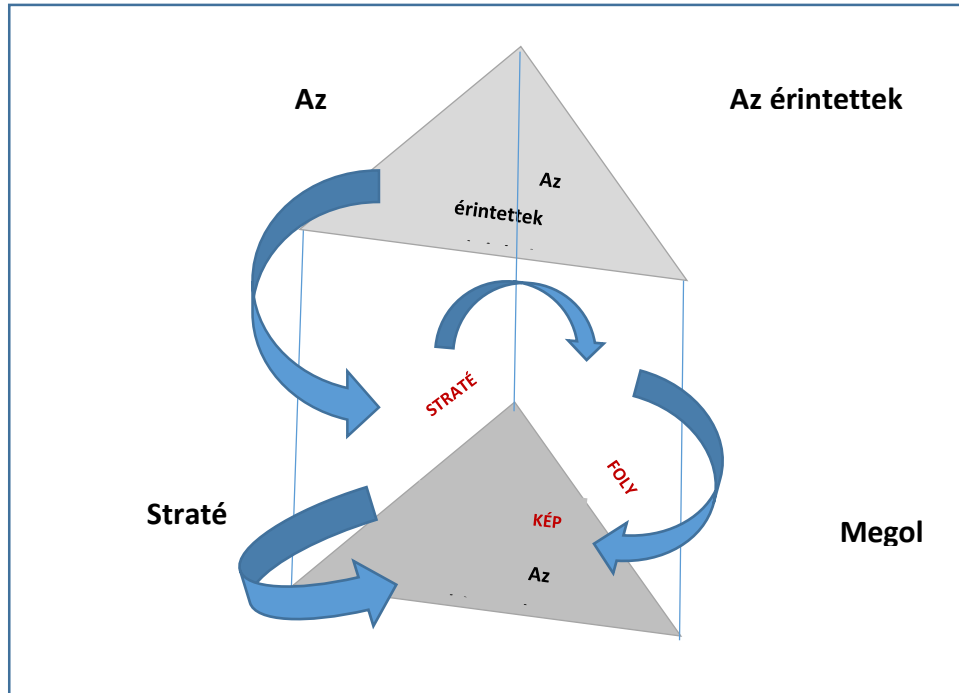 Az
Az érintettek
Az
érintettek
STRATÉ
FOLY
Straté
KÉP
Megol
Az